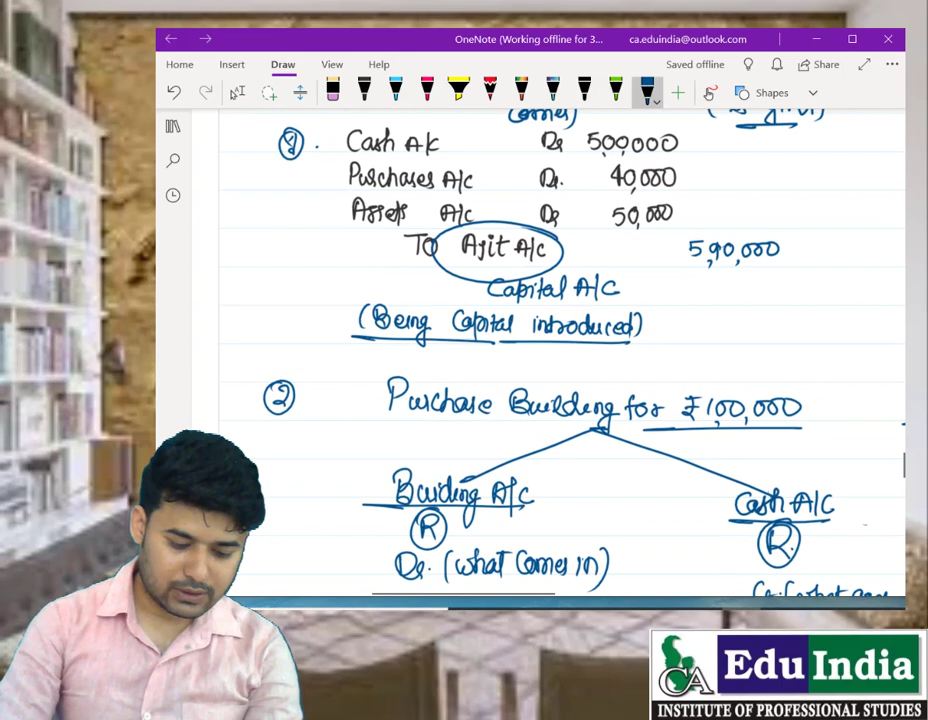 OneNote (Working offline for 3...
ca.eduindia@outlook.com
Home Insert Draw View Help
Saved offline
Share
Shapes
1. Cash A/c Dr 5,00,000
Purchases A/c Dr. 40,000
Assets A/c Dr 50,000
To Ajit A/c 5,90,000
Capital A/c
(Being Capital introduced)
2 Purchase Building for ₹ 1,00,000
Building A/c Cash A/c
R R.
Dr. (what Comes in)
CA Edu India
INSTITUTE OF PROFESSIONAL STUDIES